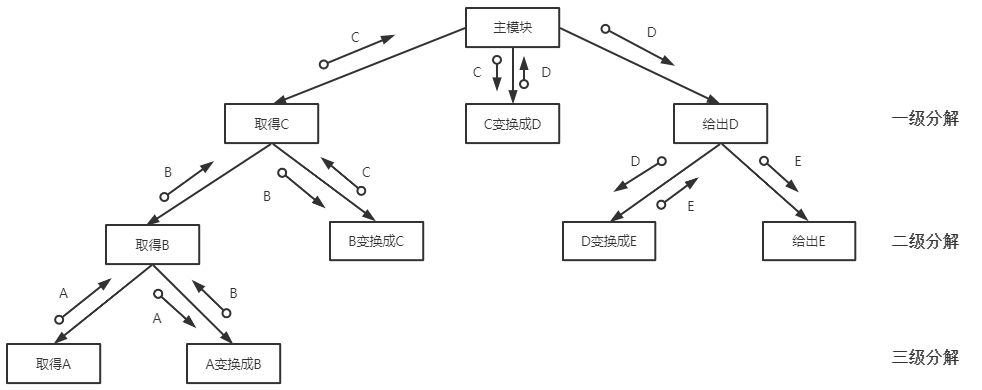 主模块
C
D
C
D
取得C
C变换成D
给出D
一级分解
B
C
B
D
E
E
取得B
B变换成C
D变换成E
给出E
二级分解
A
B
A
取得A
A变换成B
三级分解